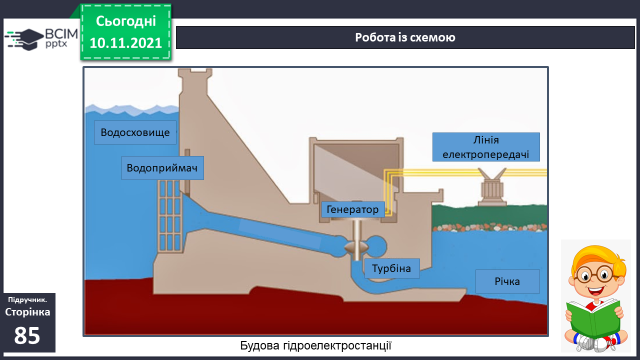 Сьогодні
10.11.2021
BCIM
pptx
Робота із схемою
Водосховище
Водоприймач
Лінія
електропередачі
Генератор
Турбіна
Річка
Підручник.
Сторінка
85
Будова гідроелектростанції